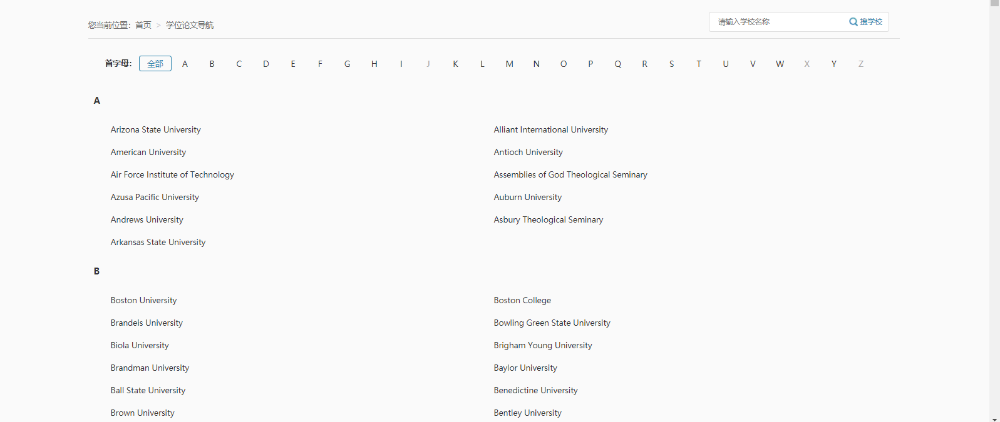 您当前位置：首页 > 学位论文导航
请输入学校名称 搜学校
首字母： 全部 A B C D E F G H I J K L M N O P Q R S T U V W X Y Z
A
Arizona State University Alliant International University
American University Antioch University
Air Force Institute of Technology Assemblies of God Theological Seminary
Azusa Pacific University Auburn University
Andrews University Asbury Theological Seminary
Arkansas State University
B
Boston University Boston College
Brandeis University Bowling Green State University
Biola University Brigham Young University
Brandman University Baylor University
Ball State University Benedictine University
Brown University Bentley University